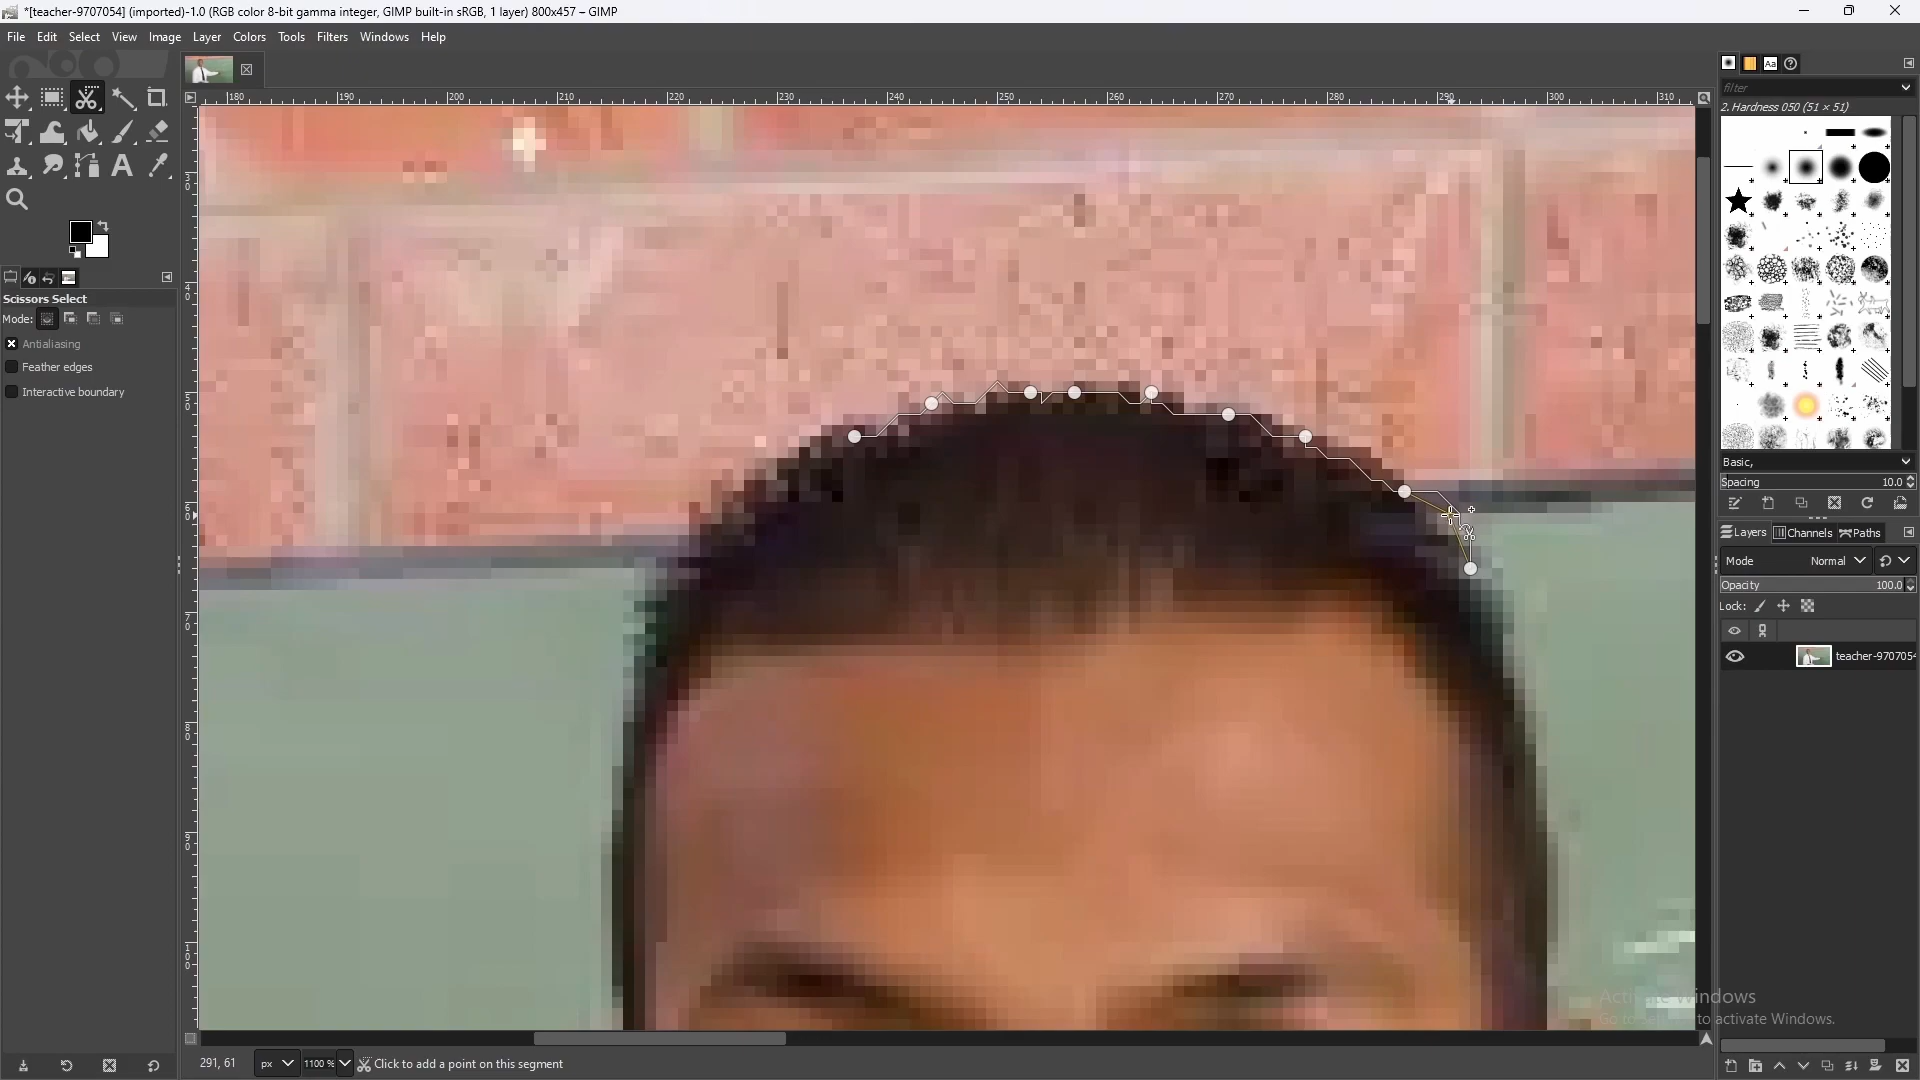 *[teacher-9707054] (imported)-1.0 (RGB color 8-bit gamma integer, GIMP built-in sRGB, 1 layer) 800x457 – GIMP
File Edit Select View Image Layer Colors Tools Filters Windows Help
180 190 200 210 220 230 240 250 260 270 280 290 300 310
filter
2. Hardness 050 (51 × 51)
Scissors Select
Mode:
Antialiasing
Feather edges
Interactive boundary
Basic,
Spacing 10.0
Layers Channels Paths
Mode Normal
Opacity 100.0
Lock:
teacher-9707054
Activate Windows
Go to Settings to activate Windows.
291, 61 px 1100 % Click to add a point on this segment